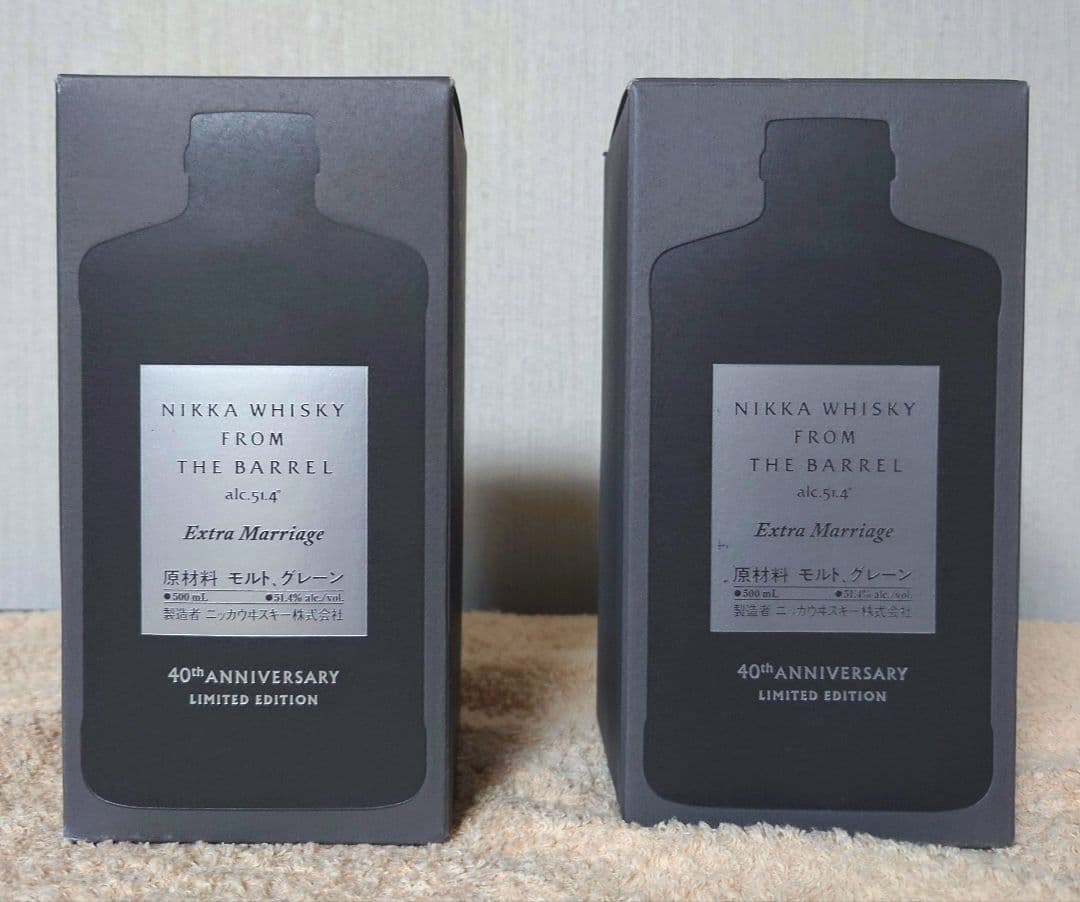 NIKKA WHISKY
FROM
THE BARREL
alc.51.4°
Extra Marriage
原材料 モルト、グレーン
●500 mL ●51.4% alc./vol.
製造者 ニッカウヰスキー株式会社
40th ANNIVERSARY
LIMITED EDITION
NIKKA WHISKY
FROM
THE BARREL
alc.51.4°
Extra Marriage
原材料 モルト、グレーン
●500 mL ●51.4% alc./vol.
製造者 ニッカウヰスキー株式会社
40th ANNIVERSARY
LIMITED EDITION